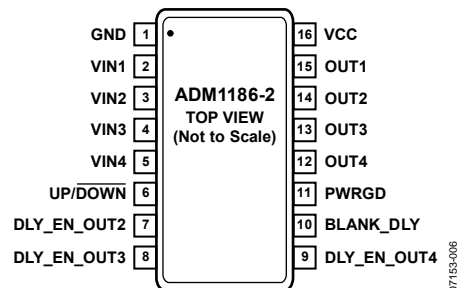 GND 1
VIN1 2
VIN2 3
VIN3 4
VIN4 5
UP/DOWN 6
DLY_EN_OUT2 7
DLY_EN_OUT3 8
ADM1186-2
TOP VIEW
(Not to Scale)
16 VCC
15 OUT1
14 OUT2
13 OUT3
12 OUT4
11 PWRGD
10 BLANK_DLY
9 DLY_EN_OUT4
07153-006